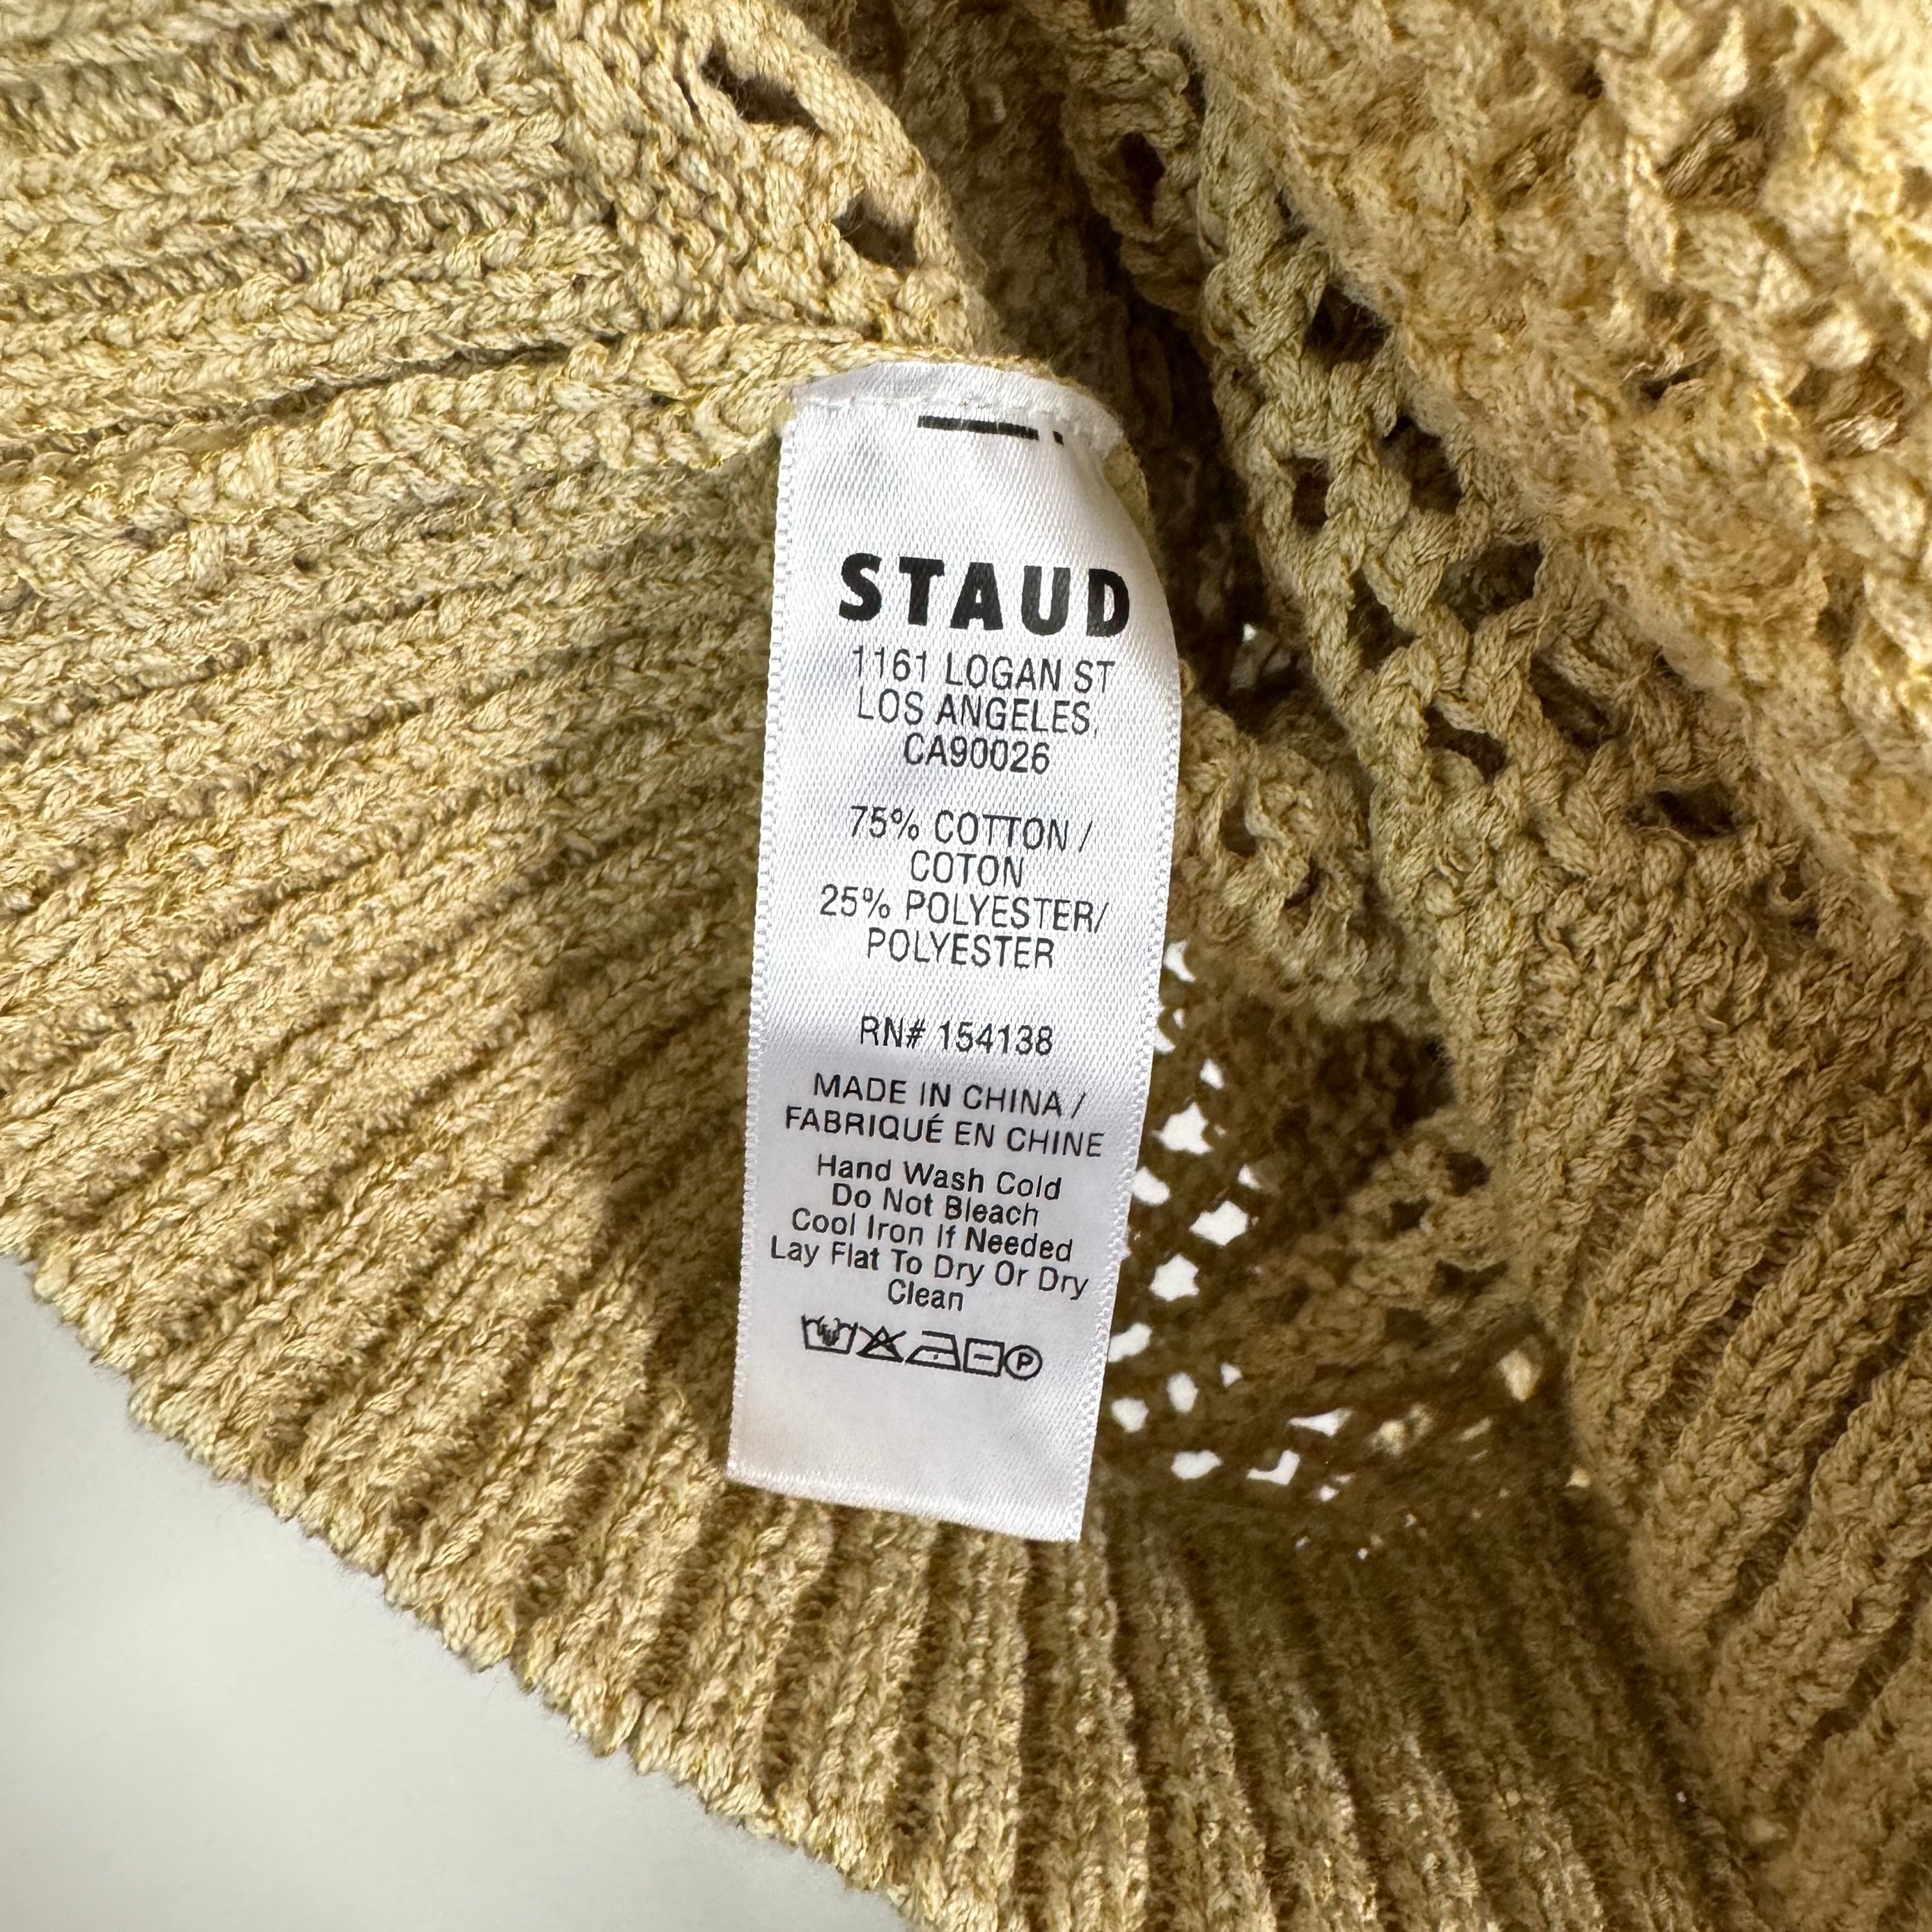 STAUD
1161 LOGAN ST
LOS ANGELES,
CA90026
75% COTTON /
COTON
25% POLYESTER/
POLYESTER
RN# 154138
MADE IN CHINA /
FABRIQUÉ EN CHINE
Hand Wash Cold
Do Not Bleach
Cool Iron If Needed
Lay Flat To Dry Or Dry
Clean
P